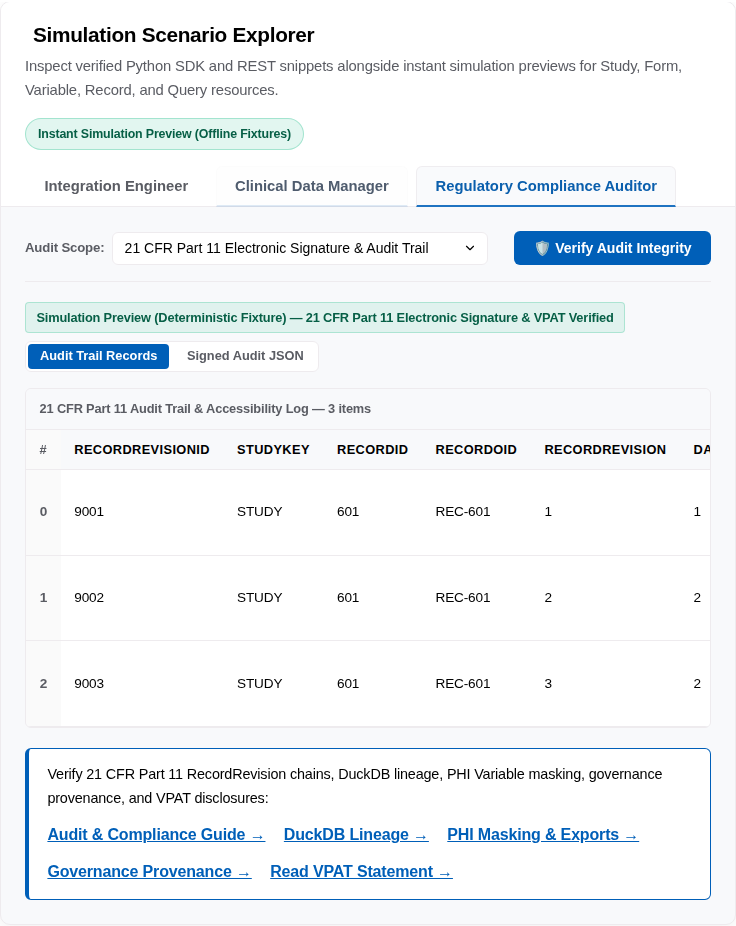 Simulation Scenario Explorer
Inspect verified Python SDK and REST snippets alongside instant simulation previews for Study, Form,
Variable, Record, and Query resources.
Instant Simulation Preview (Offline Fixtures)
Integration Engineer Clinical Data Manager Regulatory Compliance Auditor
Audit Scope: 21 CFR Part 11 Electronic Signature & Audit Trail 🛡️ Verify Audit Integrity
Simulation Preview (Deterministic Fixture) — 21 CFR Part 11 Electronic Signature & VPAT Verified
Audit Trail Records Signed Audit JSON
21 CFR Part 11 Audit Trail & Accessibility Log — 3 items
# RECORDREVISIONID STUDYKEY RECORDID RECORDOID RECORDREVISION DA
0 9001 STUDY 601 REC-601 1 1
1 9002 STUDY 601 REC-601 2 2
2 9003 STUDY 601 REC-601 3 2
Verify 21 CFR Part 11 RecordRevision chains, DuckDB lineage, PHI Variable masking, governance
provenance, and VPAT disclosures:
Audit & Compliance Guide → DuckDB Lineage → PHI Masking & Exports →
Governance Provenance → Read VPAT Statement →